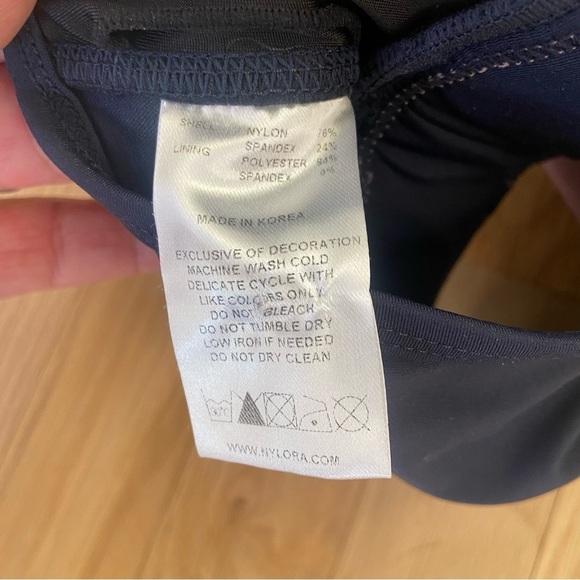 SHELL NYLON 76%
SPANDEX 24%
LINING POLYESTER
SPANDEX
MADE IN KOREA
EXCLUSIVE OF DECORATION
MACHINE WASH COLD
DELICATE CYCLE WITH
LIKE COLORS ONLY
DO NOT BLEACH
DO NOT TUMBLE DRY
LOW IRON IF NEEDED
DO NOT DRY CLEAN
30°C
WWW.NYLORA.COM